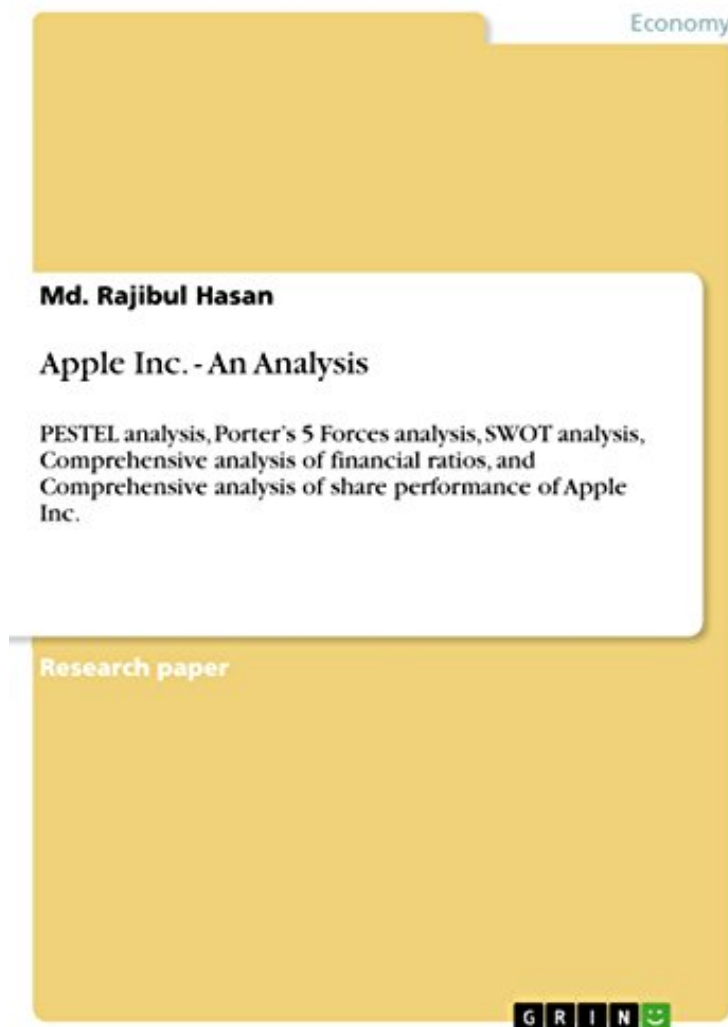 Economy
Md. Rajibul Hasan
Apple Inc. - An Analysis
PESTEL analysis, Porter's 5 Forces analysis, SWOT analysis,
Comprehensive analysis of financial ratios, and
Comprehensive analysis of share performance of Apple
Inc.
Research paper
GRIN